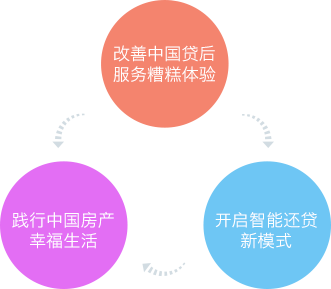 改善中国贷后
服务糟糕体验
践行中国房产
幸福生活
开启智能还贷
新模式